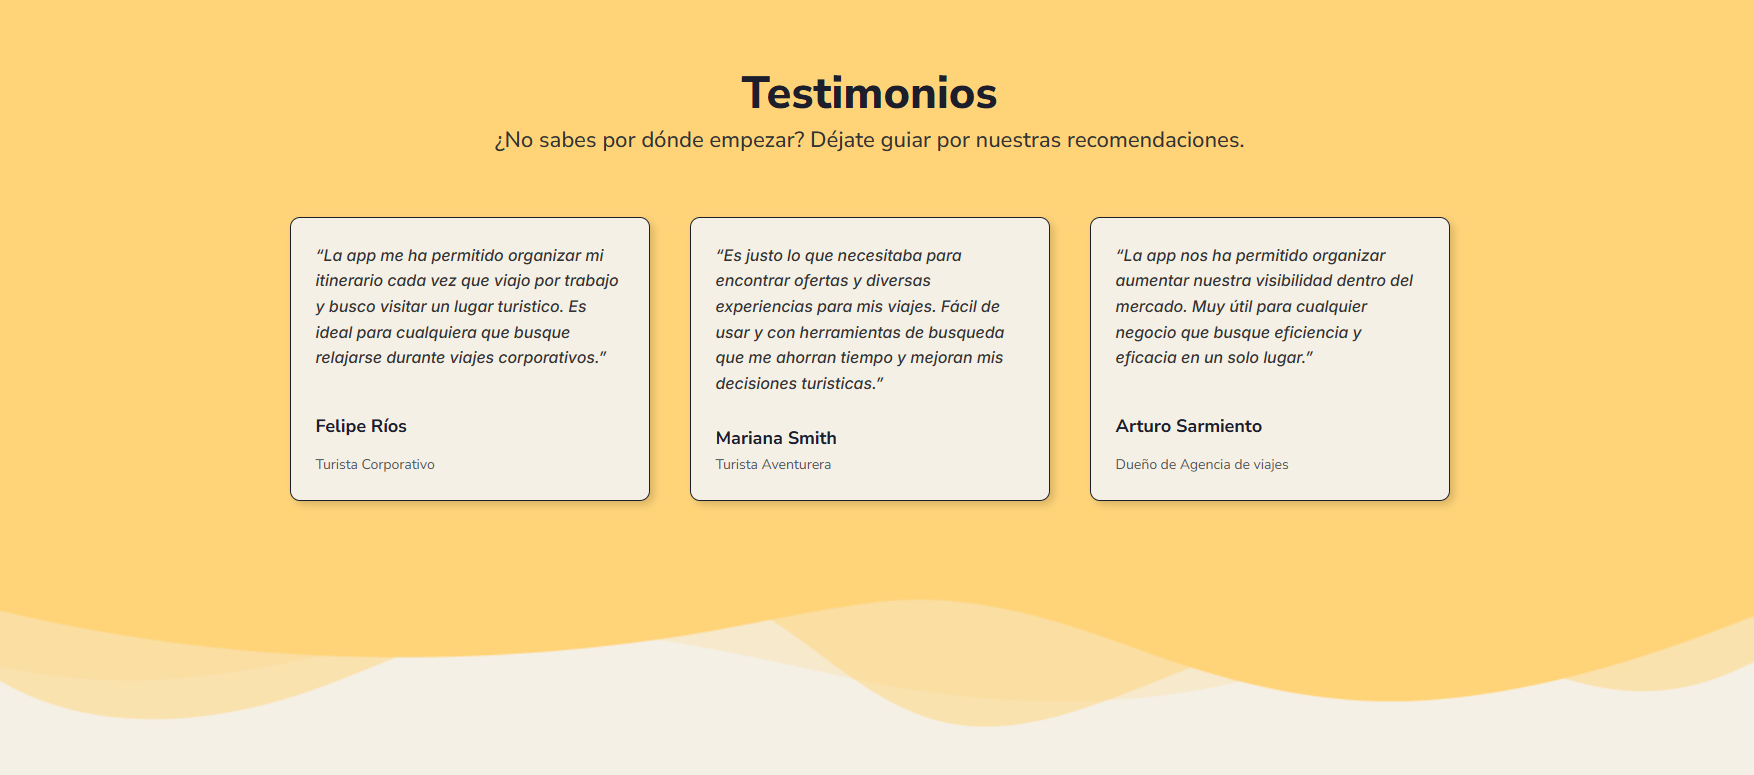 Testimonios
¿No sabes por dónde empezar? Déjate guiar por nuestras recomendaciones.
“La app me ha permitido organizar mi
itinerario cada vez que viajo por trabajo
y busco visitar un lugar turistico. Es
ideal para cualquiera que busque
relajarse durante viajes corporativos.”
Felipe Ríos
Turista Corporativo
“Es justo lo que necesitaba para
encontrar ofertas y diversas
experiencias para mis viajes. Fácil de
usar y con herramientas de busqueda
que me ahorran tiempo y mejoran mis
decisiones turisticas.”
Mariana Smith
Turista Aventurera
“La app nos ha permitido organizar
aumentar nuestra visibilidad dentro del
mercado. Muy útil para cualquier
negocio que busque eficiencia y
eficacia en un solo lugar.”
Arturo Sarmiento
Dueño de Agencia de viajes